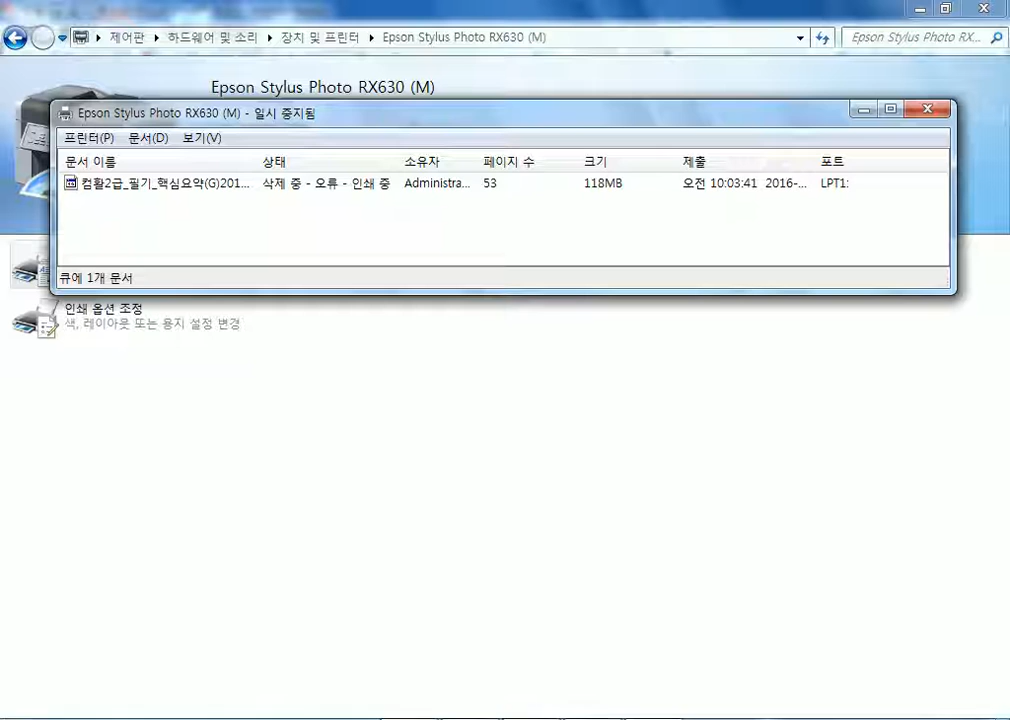 제어판 ▸ 하드웨어 및 소리 ▸ 장치 및 프린터 ▸ Epson Stylus Photo RX630 (M)
Epson Stylus Photo RX...
Epson Stylus Photo RX630 (M)
Epson Stylus Photo RX630 (M) - 일시 중지됨
프린터(P) 문서(D) 보기(V)
문서 이름 상태 소유자 페이지 수 크기 제출 포트
컴활2급_필기_핵심요약(G)201... 삭제 중 - 오류 - 인쇄 중 Administra... 53 118MB 오전 10:03:41 2016-... LPT1:
큐에 1개 문서
인쇄 옵션 조정
색, 레이아웃 또는 용지 설정 변경